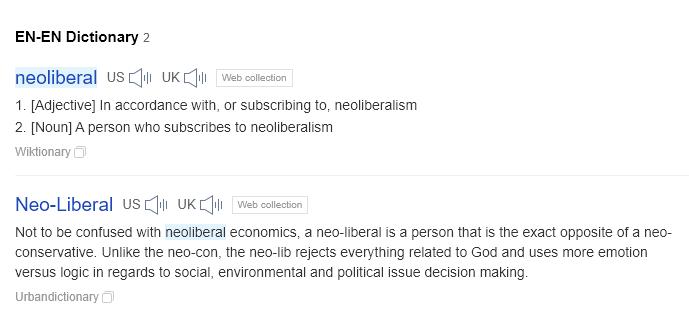 EN-EN Dictionary 2
neoliberal US UK Web collection
1. [Adjective] In accordance with, or subscribing to, neoliberalism
2. [Noun] A person who subscribes to neoliberalism
Wiktionary
Neo-Liberal US UK Web collection
Not to be confused with neoliberal economics, a neo-liberal is a person that is the exact opposite of a neo-
conservative. Unlike the neo-con, the neo-lib rejects everything related to God and uses more emotion
versus logic in regards to social, environmental and political issue decision making.
Urbandictionary